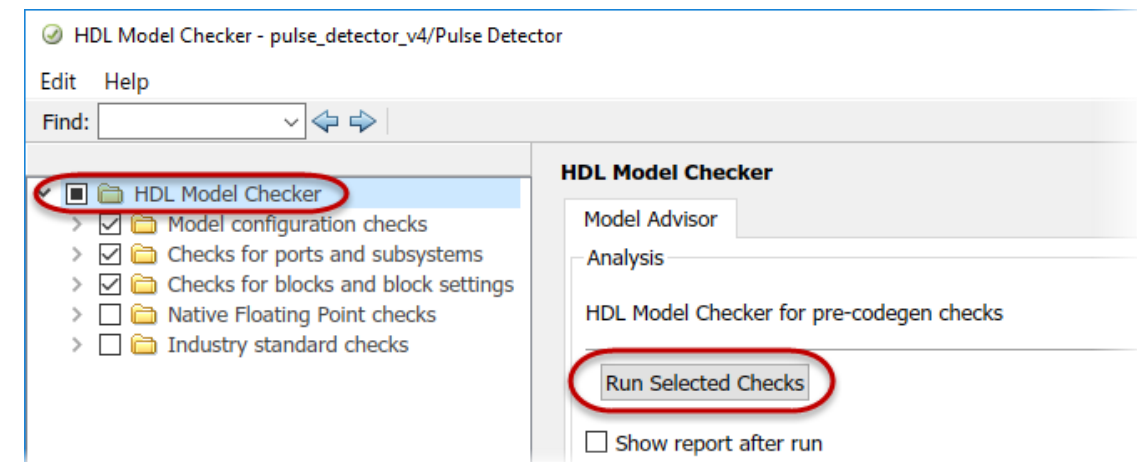 HDL Model Checker - pulse_detector_v4/Pulse Detector
Edit Help
Find:
HDL Model Checker
Model configuration checks
Checks for ports and subsystems
Checks for blocks and block settings
Native Floating Point checks
Industry standard checks
HDL Model Checker
Model Advisor
Analysis
HDL Model Checker for pre-codegen checks
Run Selected Checks
Show report after run